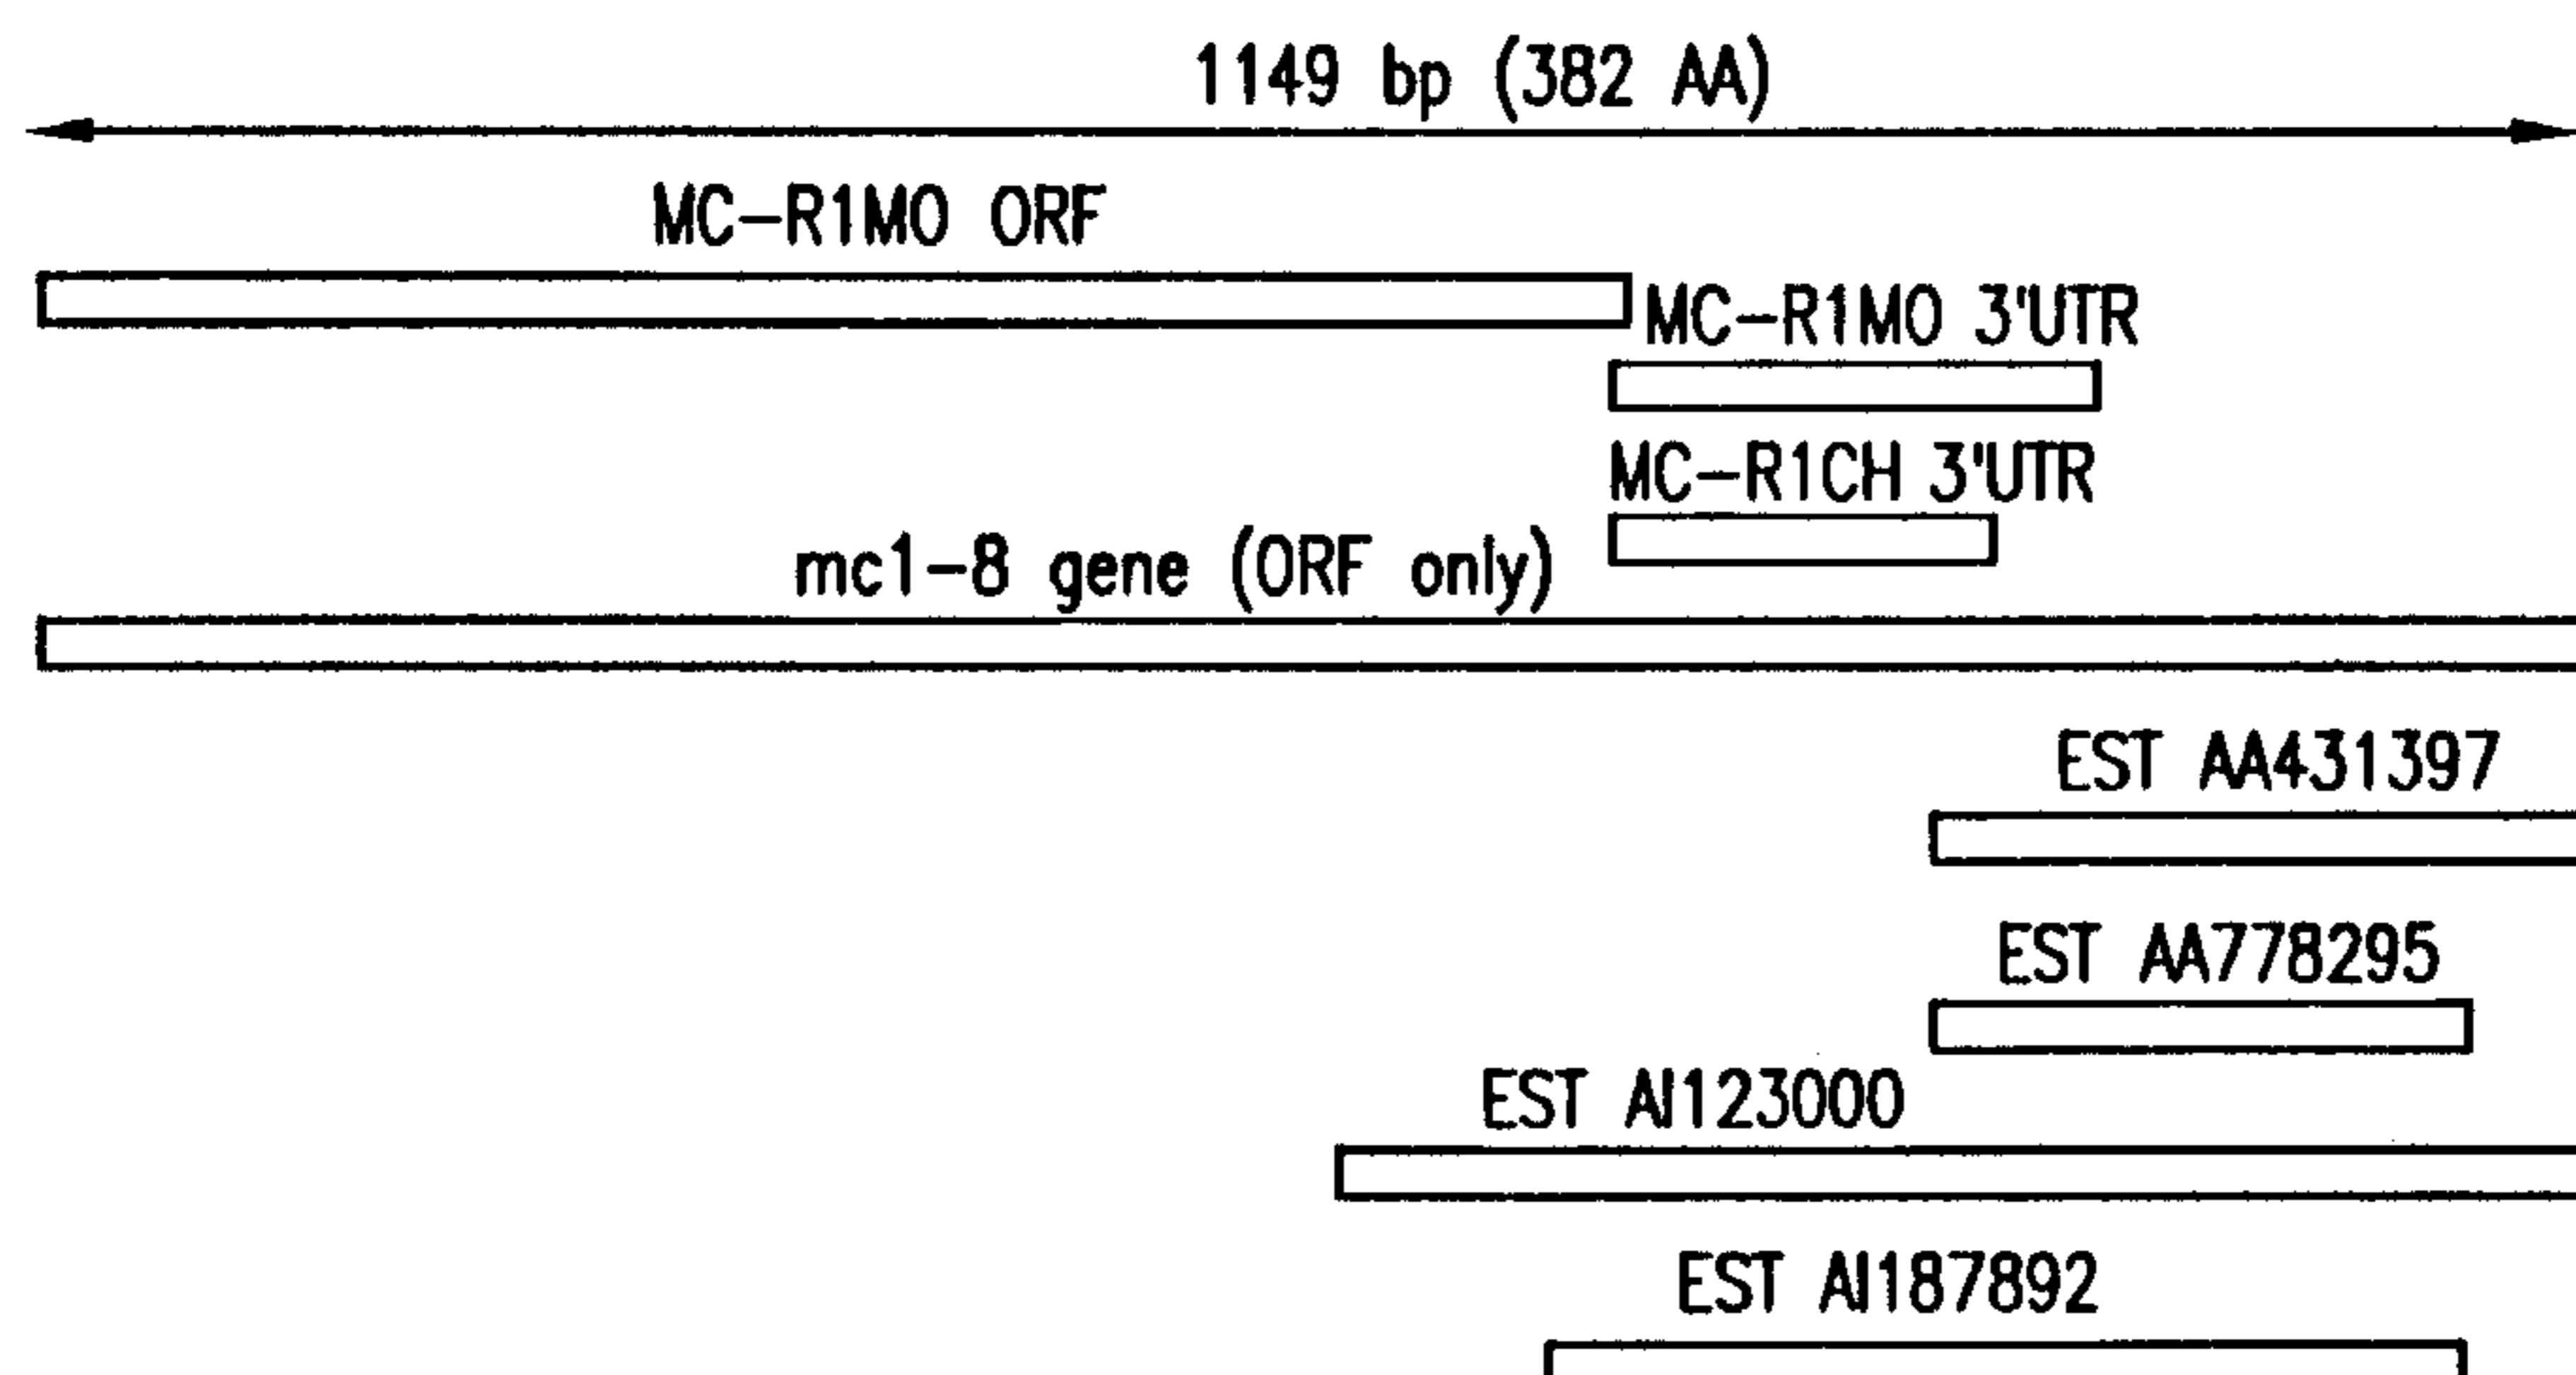 1149 bp (382 AA)
MC-R1MO ORF
MC-R1MO 3'UTR
MC-R1CH 3'UTR
mc1-8 gene (ORF only)
EST AA431397
EST AA778295
EST AI123000
EST AI187892